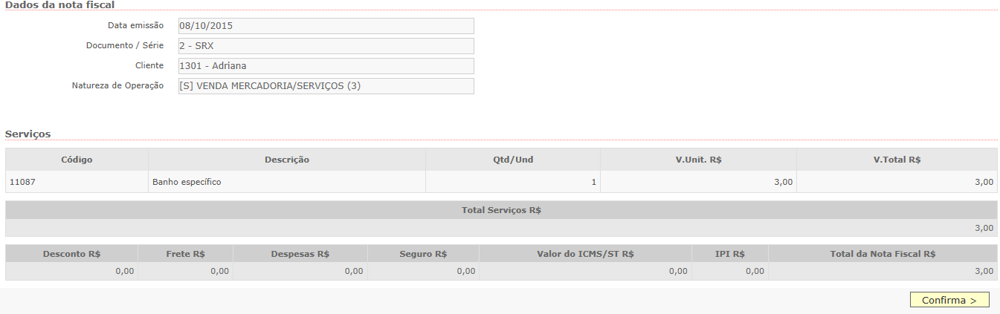 Dados da nota fiscal
Data emissão 08/10/2015
Documento / Série 2 - SRX
Cliente 1301 - Adriana
Natureza de Operação [S] VENDA MERCADORIA/SERVIÇOS (3)
Serviços
Código Descrição Qtd/Und V.Unit. R$ V.Total R$
11087 Banho específico 1 3,00 3,00
Total Serviços R$
3,00
Desconto R$ Frete R$ Despesas R$ Seguro R$ Valor do ICMS/ST R$ IPI R$ Total da Nota Fiscal R$
0,00 0,00 0,00 0,00 0,00 0,00 3,00
Confirma >